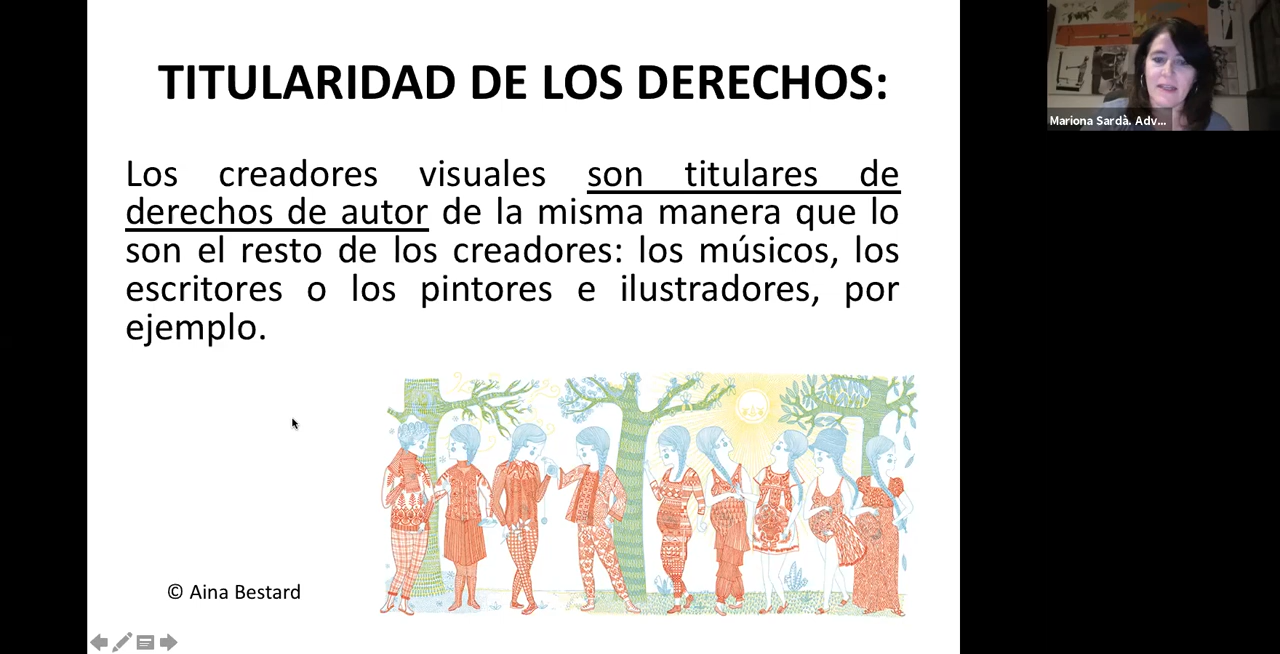 TITULARIDAD DE LOS DERECHOS:
Los creadores visuales son titulares de
derechos de autor de la misma manera que lo
son el resto de los creadores: los músicos, los
escritores o los pintores e ilustradores, por
ejemplo.
© Aina Bestard
Mariona Sardà. Adv...